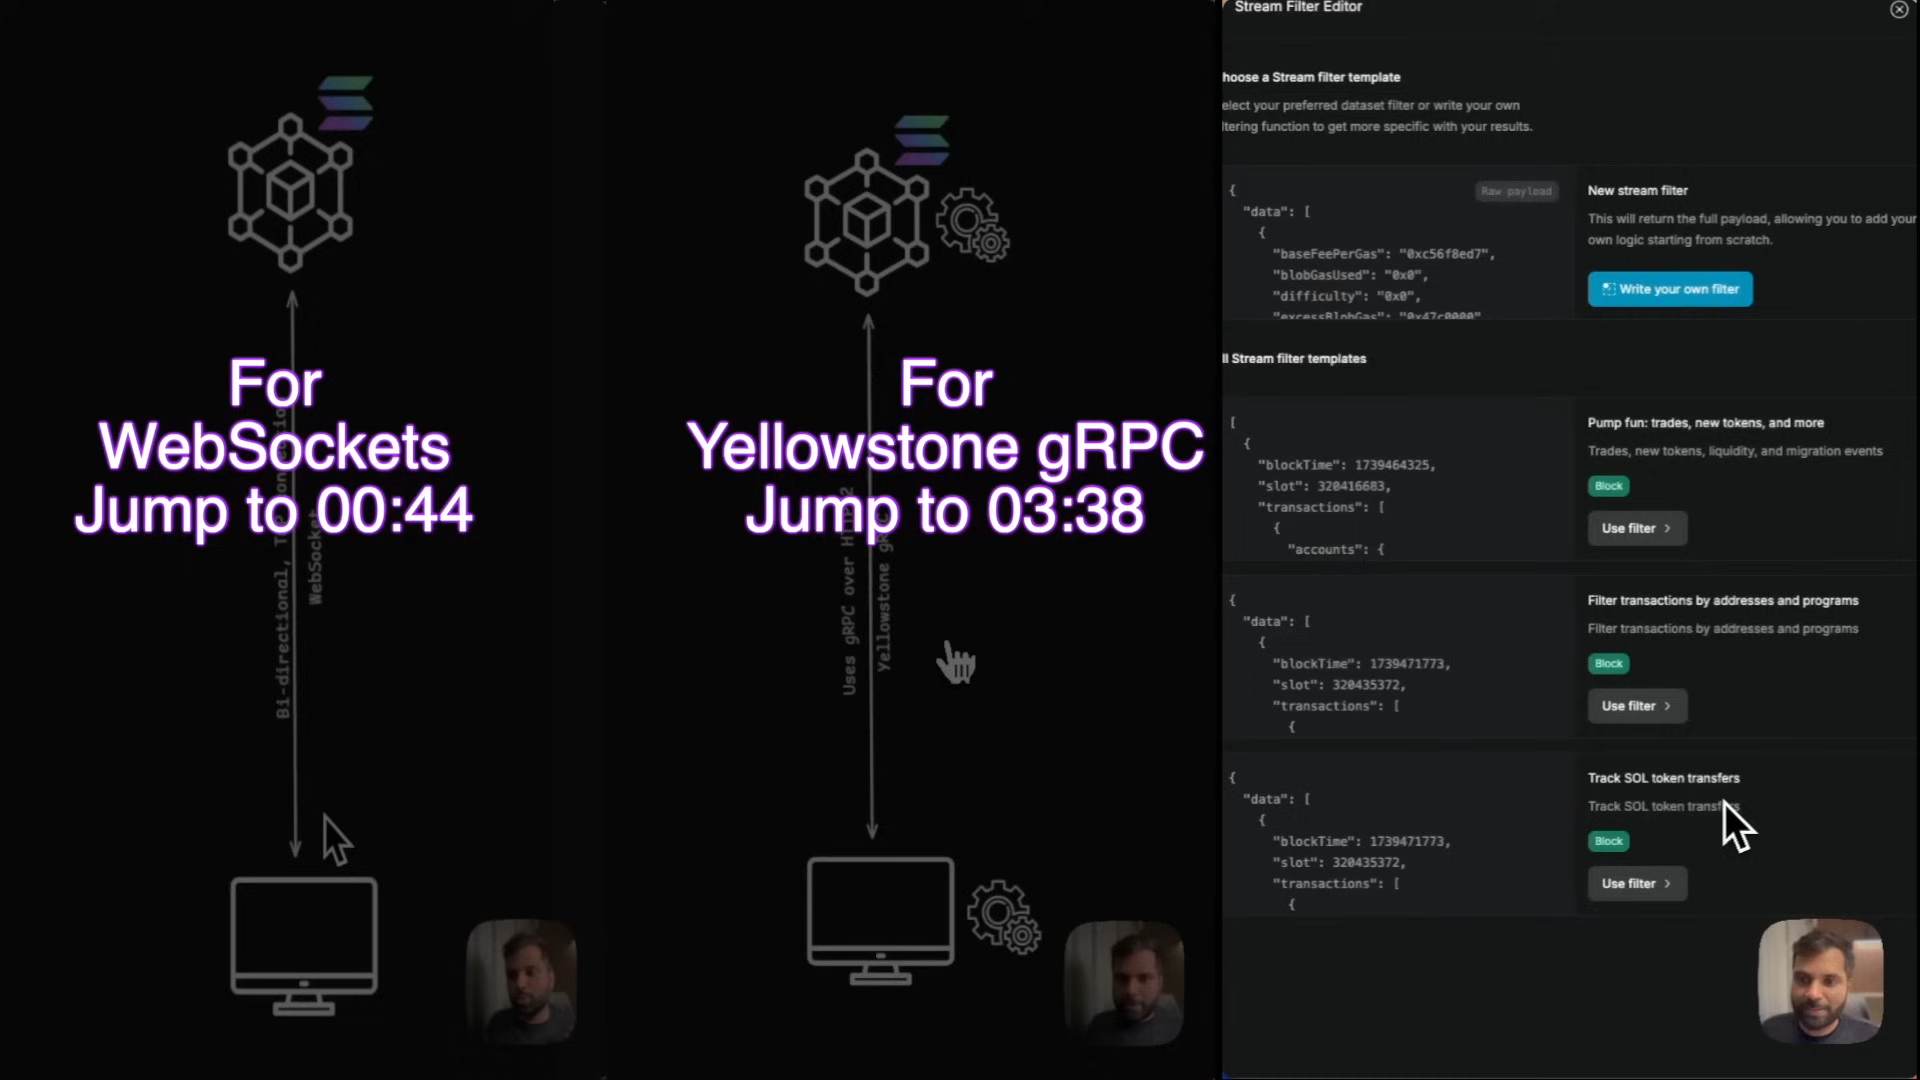 For
WebSockets
Jump to 00:44
WebSocket
For
Yellowstone gRPC
Jump to 03:38
Yellowstone
Stream Filter Editor
hoose a Stream filter template
elect your preferred dataset filter or write your own
ltering function to get more specific with your results.
{
"data": [
{
"baseFeePerGas": "0xc56f8ed7",
"blobGasUsed": "0x0",
"difficulty": "0x0",
"excessBlobGas": "0x47c0000"
Raw payload
New stream filter
This will return the full payload, allowing you to add your
own logic starting from scratch.
Write your own filter
ll Stream filter templates
[
{
"blockTime": 1739464325,
"slot": 320416683,
"transactions": [
{
"accounts": {
Pump fun: trades, new tokens, and more
Trades, new tokens, liquidity, and migration events
Block
Use filter >
{
"data": [
{
"blockTime": 1739471773,
"slot": 320435372,
"transactions": [
{
Filter transactions by addresses and programs
Filter transactions by addresses and programs
Block
Use filter >
{
"data": [
{
"blockTime": 1739471773,
"slot": 320435372,
"transactions": [
{
Track SOL token transfers
Track SOL token transfers
Block
Use filter >